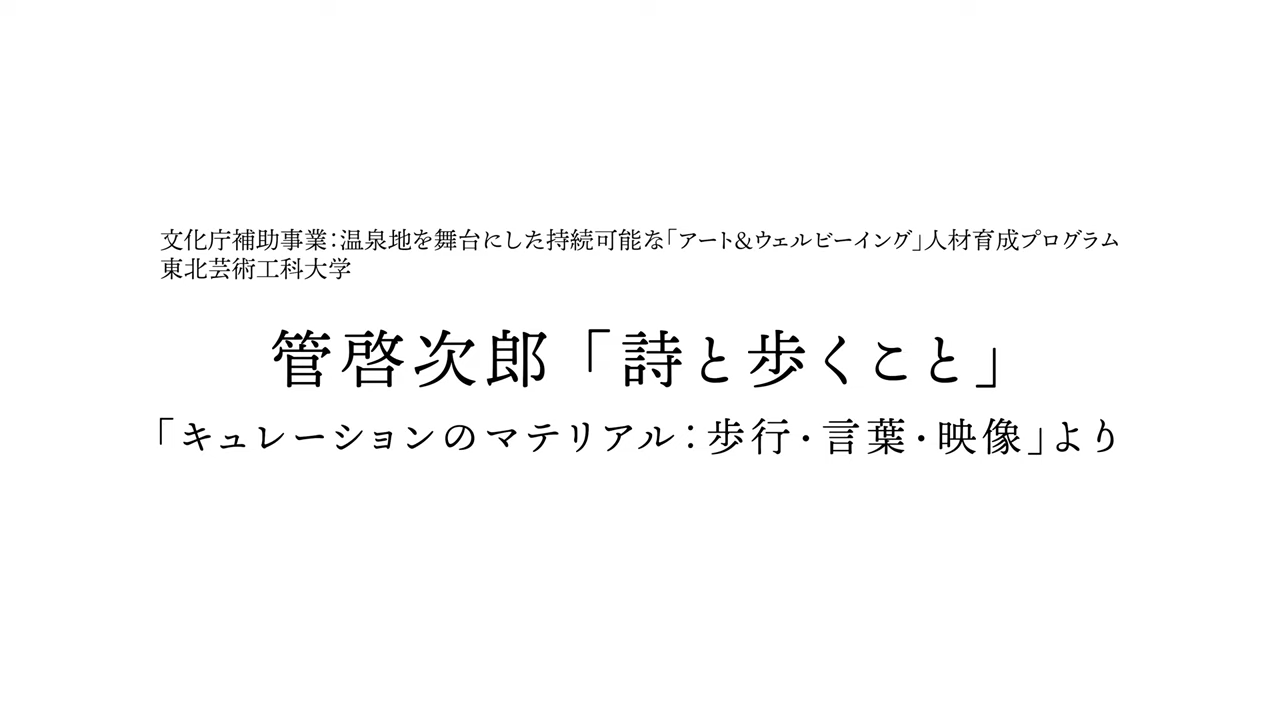 文化庁補助事業：温泉地を舞台にした持続可能な「アート＆ウェルビーイング」人材育成プログラム
東北芸術工科大学
管啓次郎「詩と歩くこと」
「キュレーションのマテリアル：歩行・言葉・映像」より